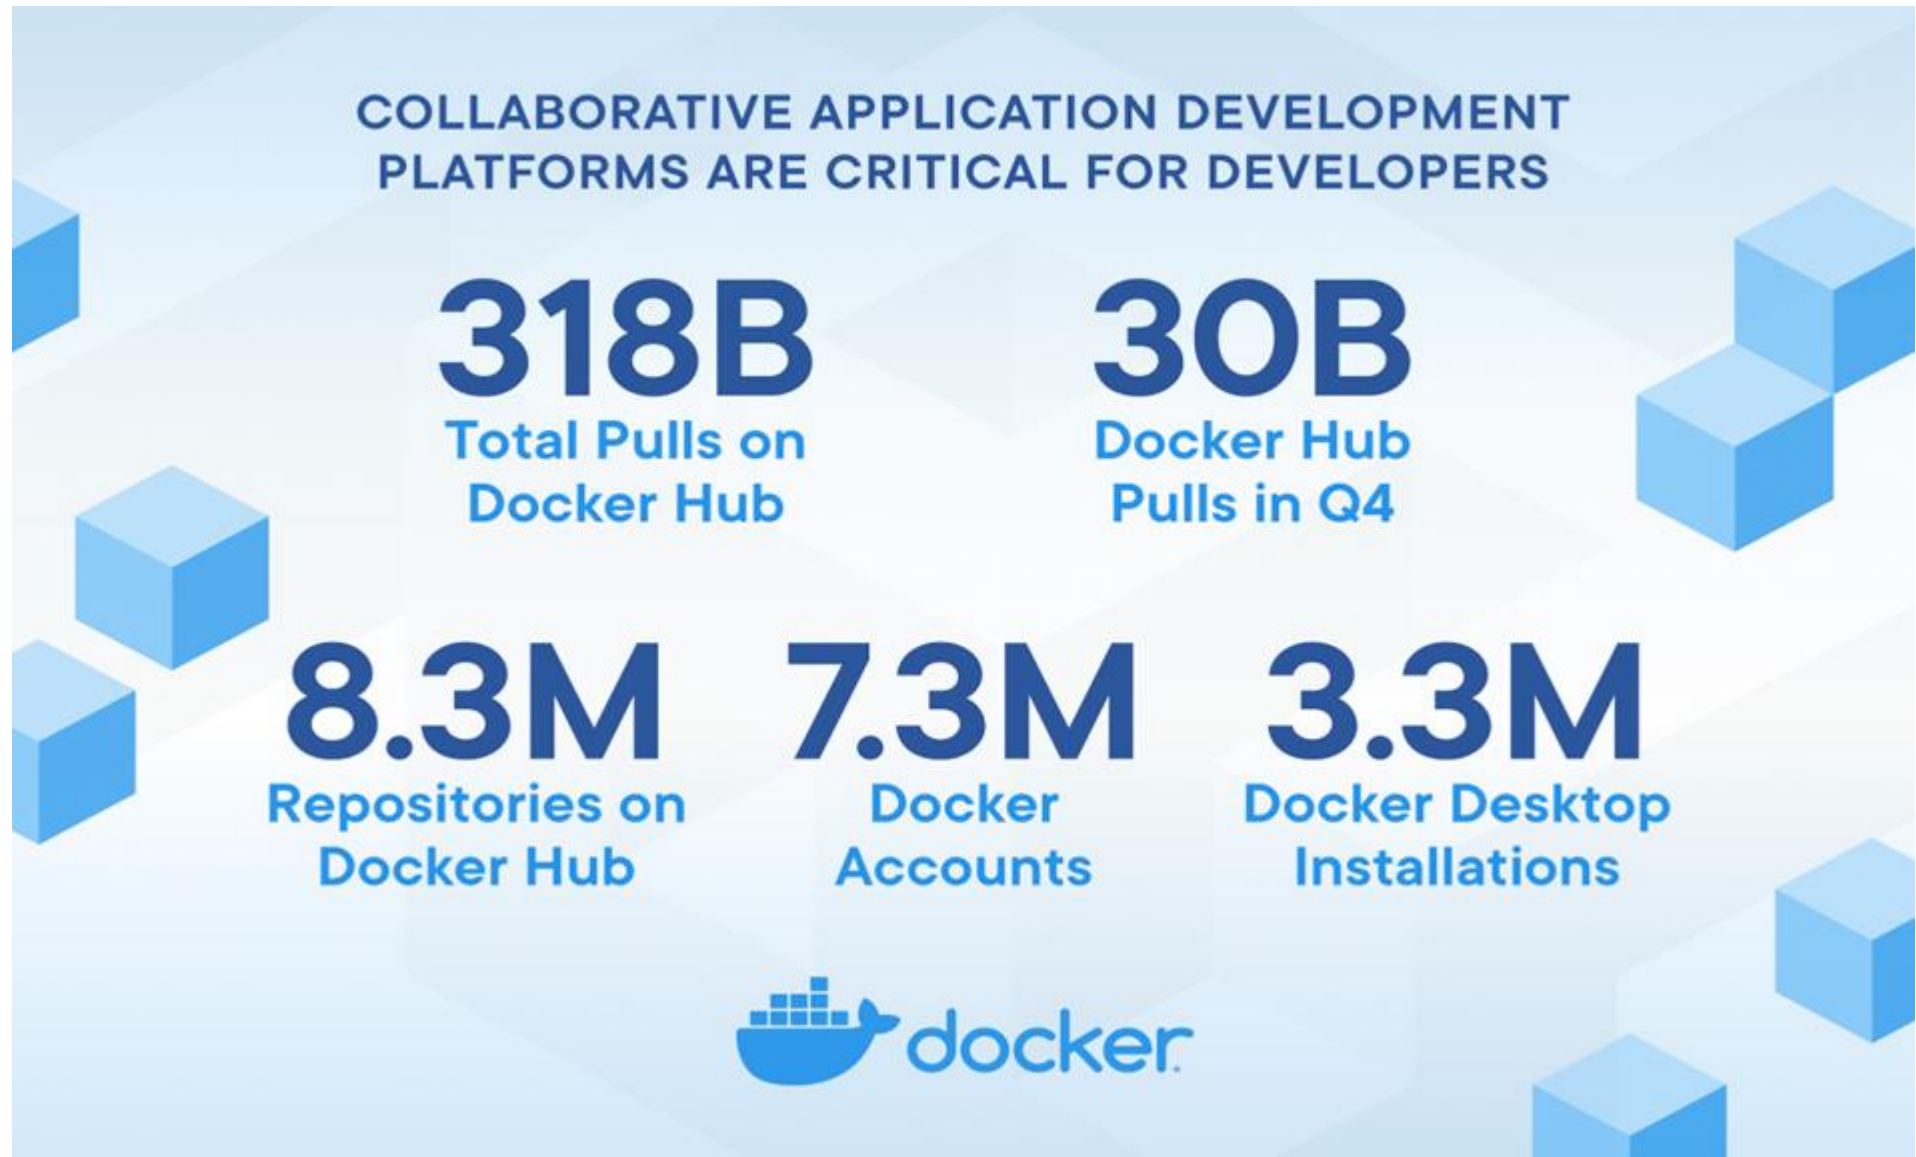 COLLABORATIVE APPLICATION DEVELOPMENT
PLATFORMS ARE CRITICAL FOR DEVELOPERS
318B
Total Pulls on
Docker Hub
30B
Docker Hub
Pulls in Q4
8.3M
Repositories on
Docker Hub
7.3M
Docker
Accounts
3.3M
Docker Desktop
Installations
docker